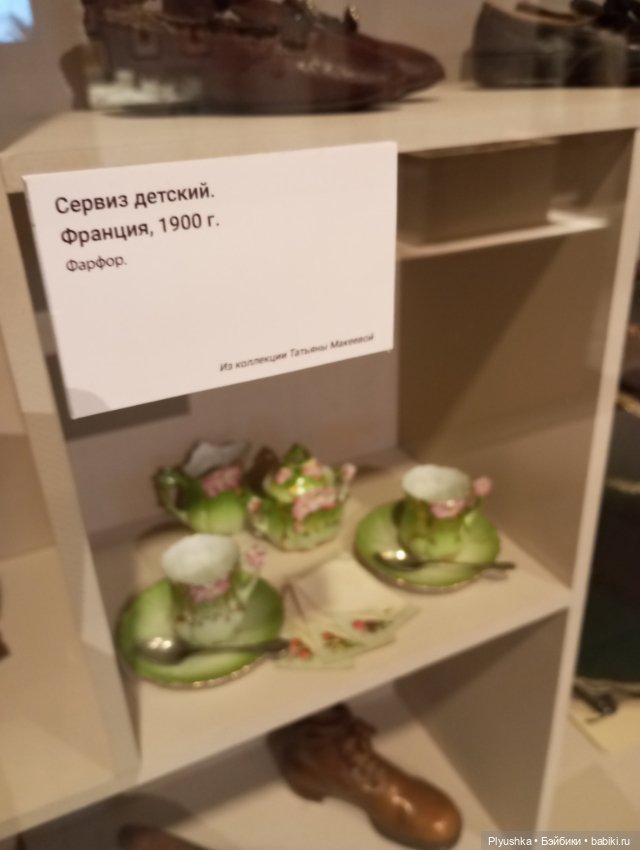 Сервиз детский.
Франция, 1900 г.
Фарфор.
Из коллекции Татьяны Макеевой
Plyushka • Бэйбики • babiki.ru